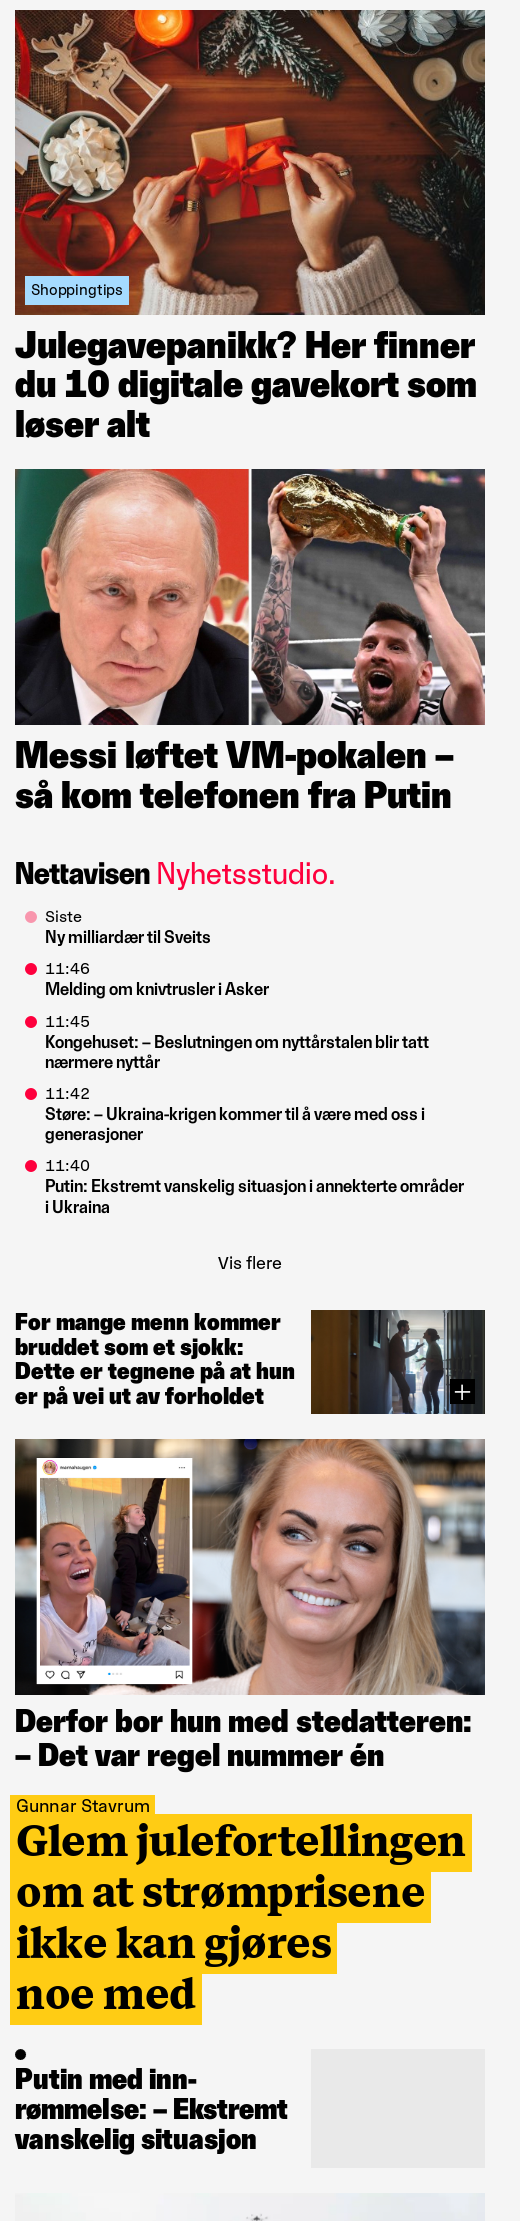 Shoppingtips
Julegavepanikk? Her finner
du 10 digitale gavekort som
løser alt
Messi løftet VM-pokalen –
så kom telefonen fra Putin
Nettavisen Nyhetsstudio.
Siste
Ny milliardær til Sveits
11:46
Melding om knivtrusler i Asker
11:45
Kongehuset: – Beslutningen om nyttårstalen blir tatt
nærmere nyttår
11:42
Støre: – Ukraina-krigen kommer til å være med oss i
generasjoner
11:40
Putin: Ekstremt vanskelig situasjon i annekterte områder
i Ukraina
Vis flere
For mange menn kommer
bruddet som et sjokk:
Dette er tegnene på at hun
er på vei ut av forholdet
mamahaugen
Derfor bor hun med stedatteren:
– Det var regel nummer én
Gunnar Stavrum
Glem julefortellingen
om at strømprisene
ikke kan gjøres
noe med
Putin med inn-
rømmelse: – Ekstremt
vanskelig situasjon